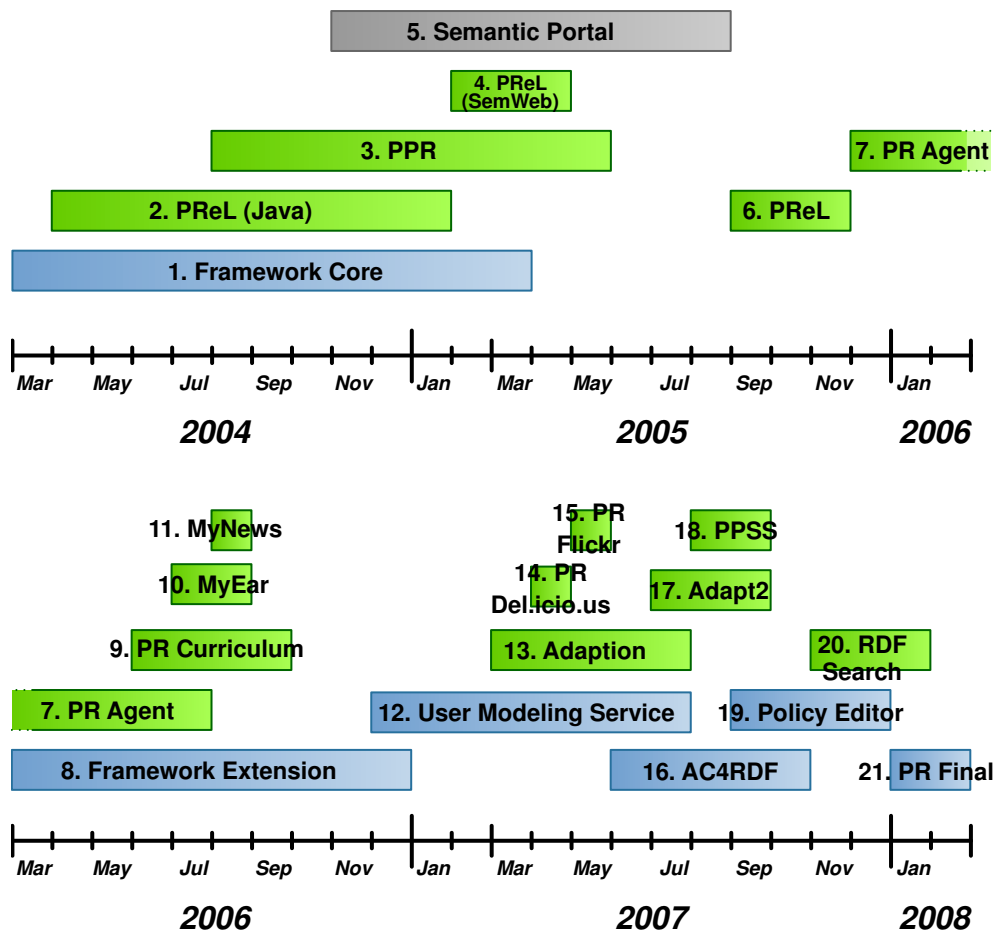 5. Semantic Portal
4. PReL
(SemWeb)
3. PPR
7. PR Agent
2. PReL (Java)
6. PReL
1. Framework Core
Mar May Jul Sep Nov Jan Mar May Jul Sep Nov Jan
2004 2005 2006
15. PR
Flickr
11. MyNews
18. PPSS
14. PR
Del.icio.us
10. MyEar
17. Adapt2
9. PR Curriculum
13. Adaption
20. RDF
Search
7. PR Agent
12. User Modeling Service
19. Policy Editor
8. Framework Extension
16. AC4RDF
21. PR Final
Mar May Jul Sep Nov Jan Mar May Jul Sep Nov Jan
2006 2007 2008